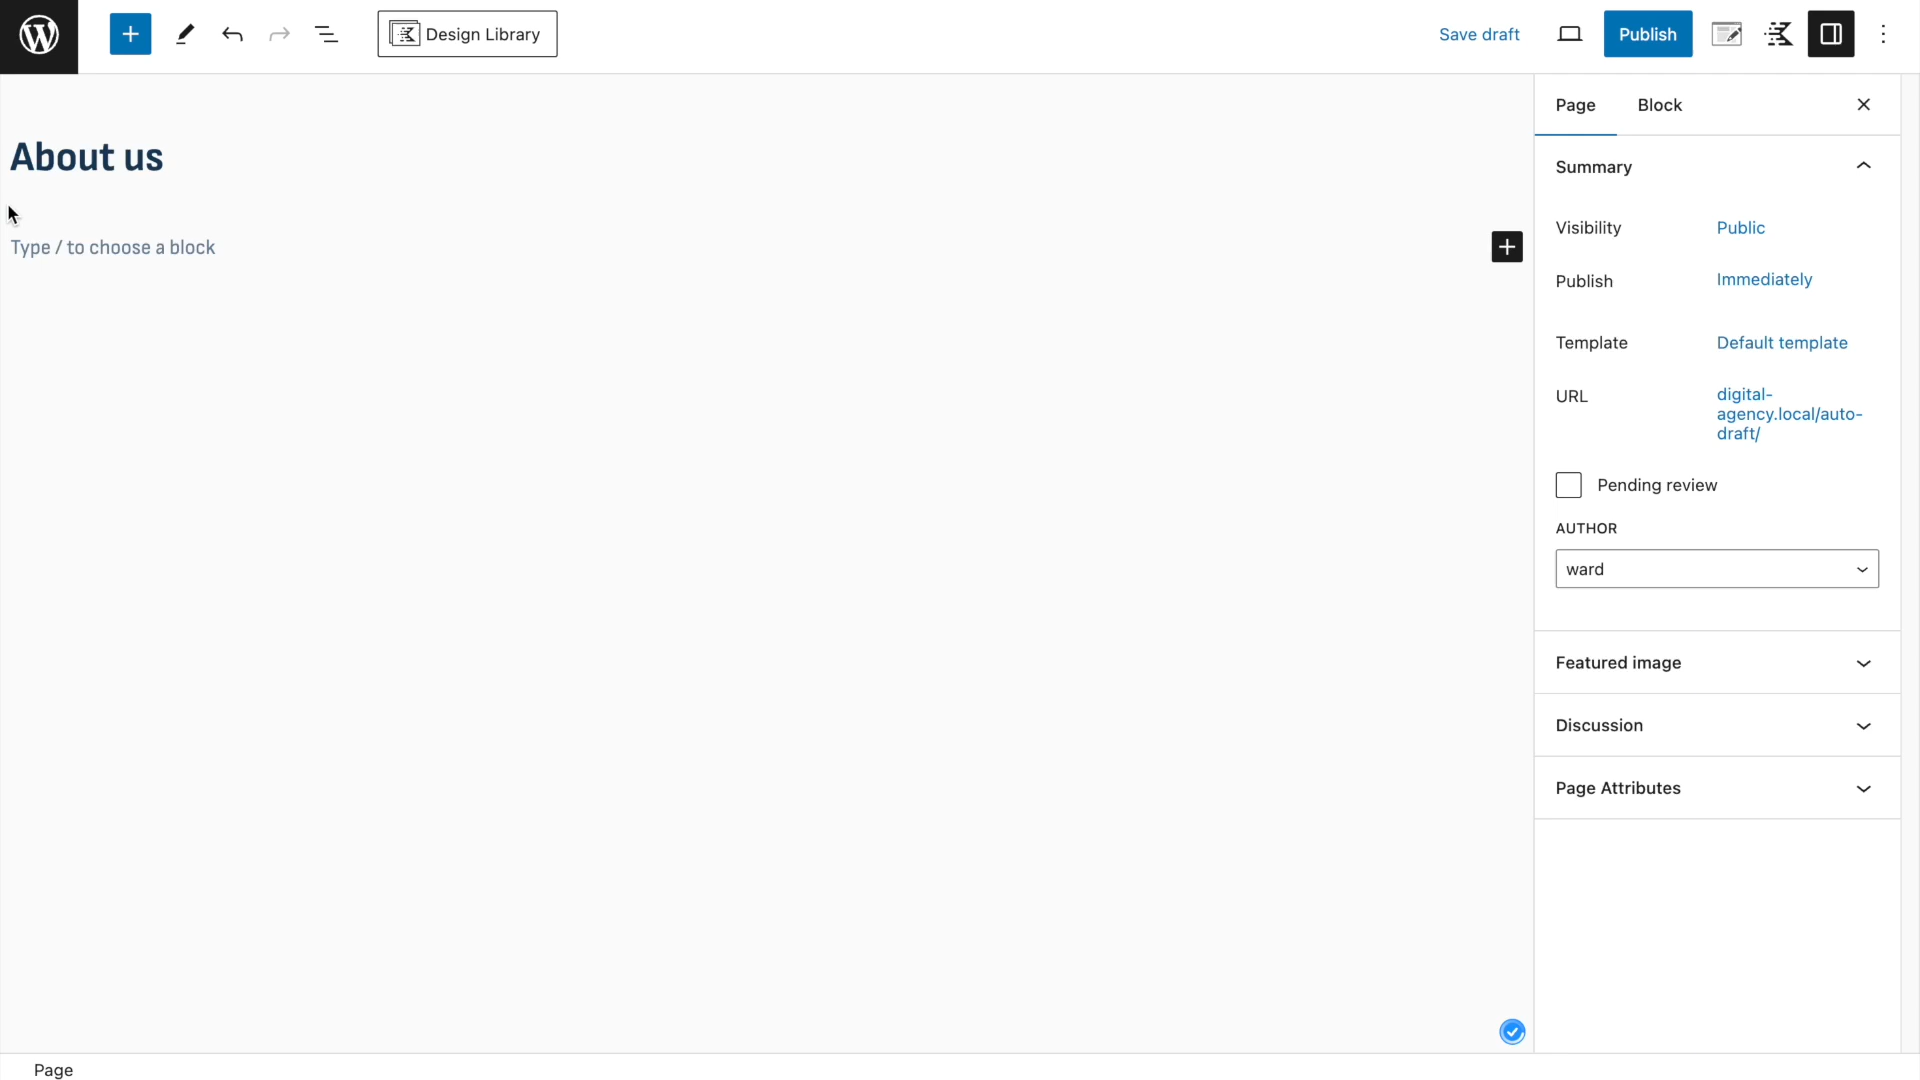 Design Library
Save draft
Publish
Page
Block
About us
Type / to choose a block
Summary
Visibility
Public
Publish
Immediately
Template
Default template
URL
digital-
agency.local/auto-
draft/
Pending review
AUTHOR
ward
Featured image
Discussion
Page Attributes
Page